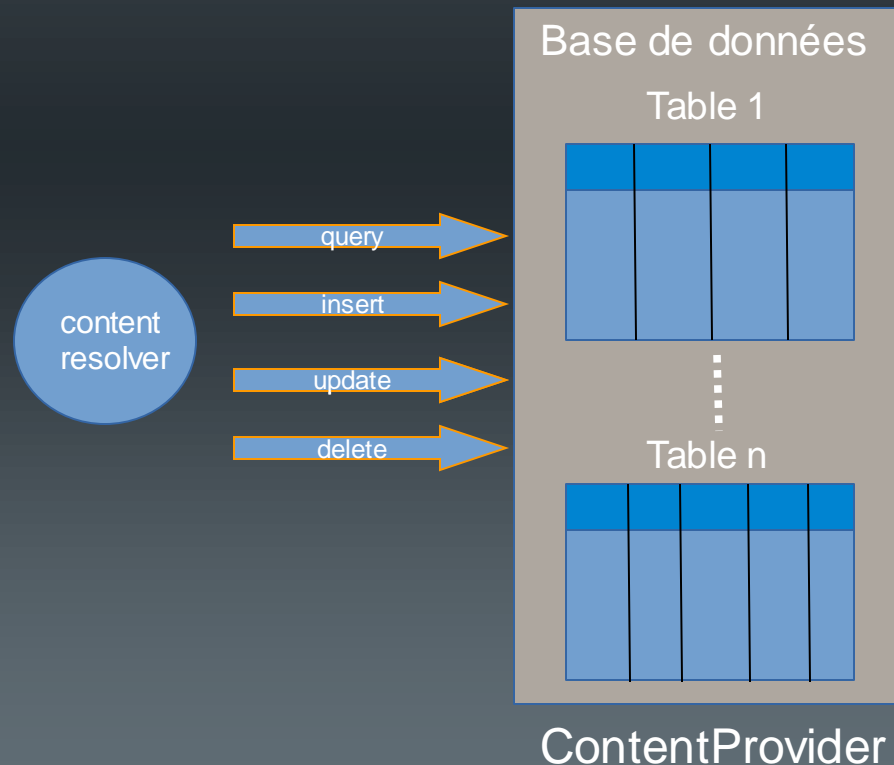 Base de données
Table 1
query
insert
content
resolver
update
delete
Table n
ContentProvider